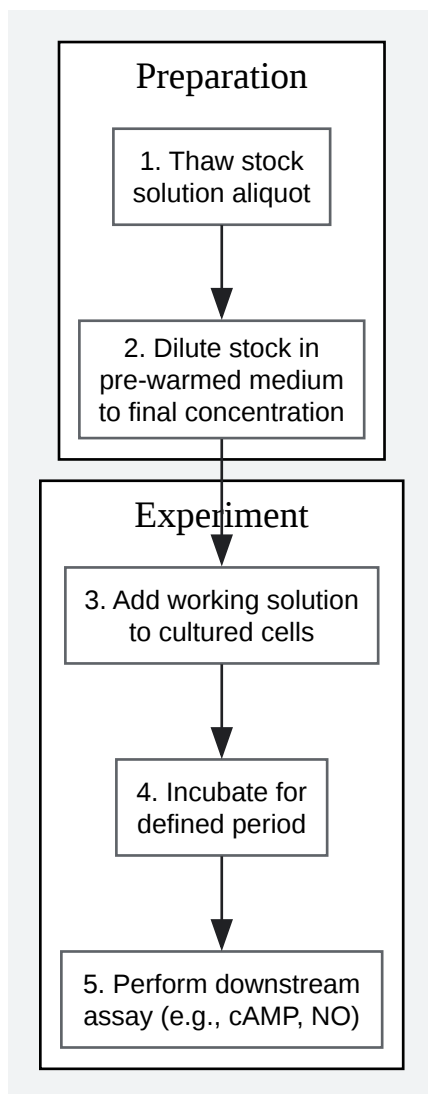 Preparation
1. Thaw stock
solution aliquot
2. Dilute stock in
pre-warmed medium
to final concentration
Experiment
3. Add working solution
to cultured cells
4. Incubate for
defined period
5. Perform downstream
assay (e.g., cAMP, NO)